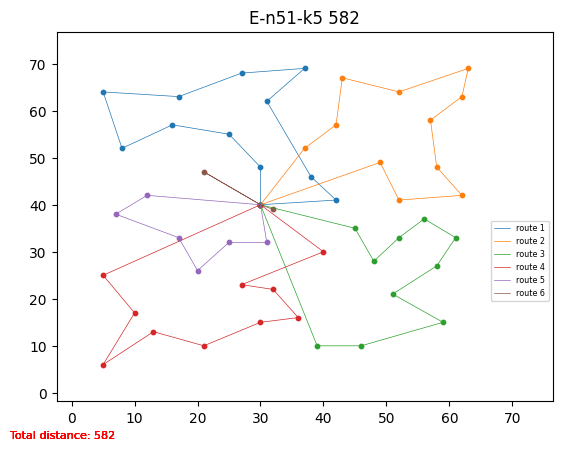 E-n51-k5 582
70
60
50
40
30
20
10
0
route 1
route 2
route 3
route 4
route 5
route 6
0 10 20 30 40 50 60 70
Total distance: 582